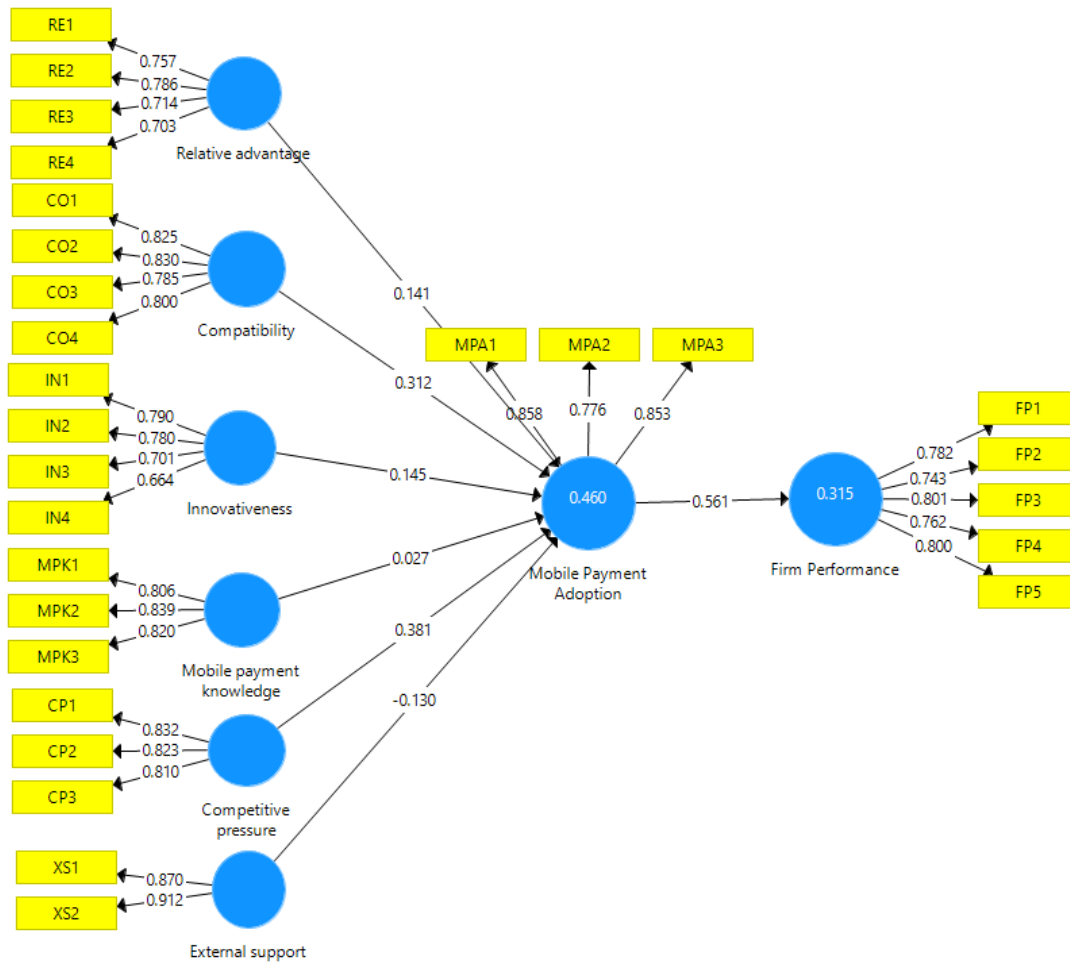 RE1
RE2
RE3
RE4
0.757
0.786
0.714
0.703
Relative advantage
CO1
CO2
CO3
CO4
0.825
0.830
0.785
0.800
Compatibility
IN1
IN2
IN3
IN4
0.790
0.780
0.701
0.664
Innovativeness
MPK1
MPK2
MPK3
0.806
0.839
0.820
Mobile payment
knowledge
CP1
CP2
CP3
0.832
0.823
0.810
Competitive
pressure
XS1
XS2
0.870
0.912
External support
0.141
0.312
0.145
0.027
0.381
-0.130
MPA1
MPA2
MPA3
0.858
0.776
0.853
0.460
Mobile Payment
Adoption
0.561
0.315
Firm Performance
0.782
0.743
0.801
0.762
0.800
FP1
FP2
FP3
FP4
FP5